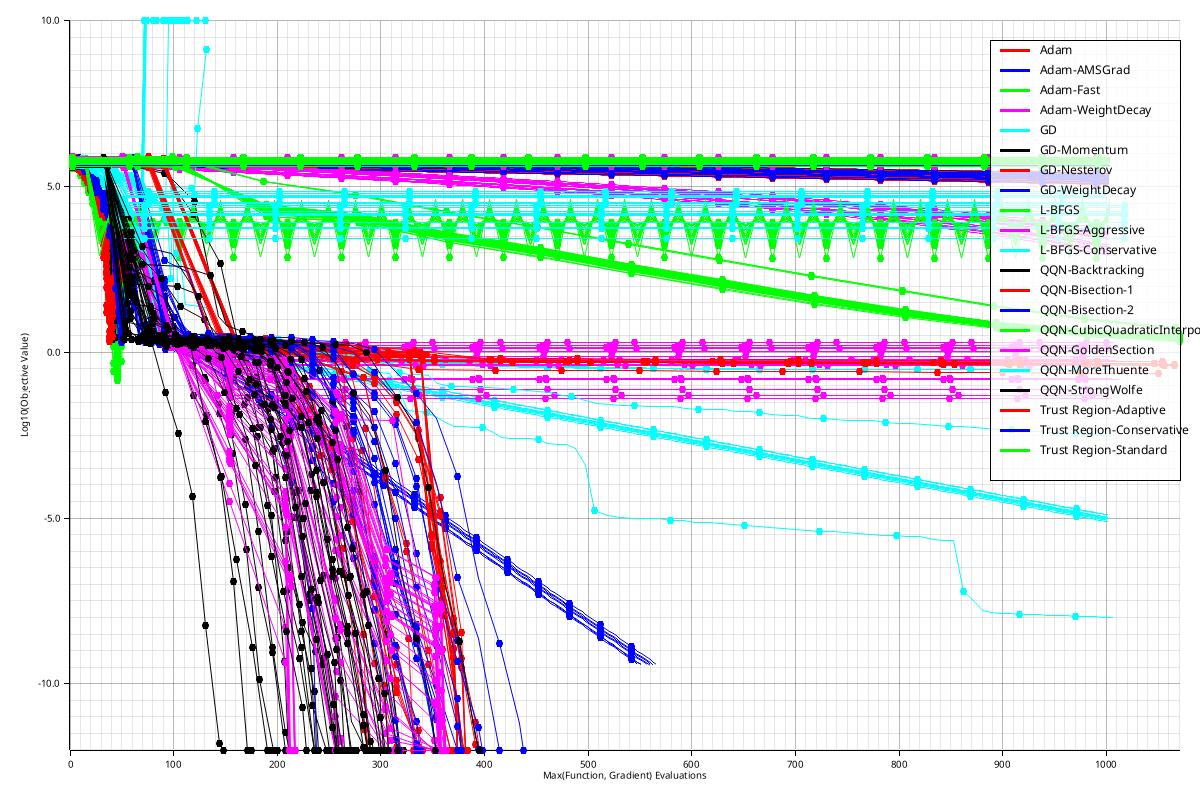 10.0
5.0
0.0
-5.0
-10.0
Log10(Objective Value)
0
100
200
300
400
500
600
700
800
900
1000
Max(Function, Gradient) Evaluations
Adam
Adam-AMSGrad
Adam-Fast
Adam-WeightDecay
GD
GD-Momentum
GD-Nesterov
GD-WeightDecay
L-BFGS
L-BFGS-Aggressive
L-BFGS-Conservative
QQN-Backtracking
QQN-Bisection-1
QQN-Bisection-2
QQN-CubicQuadraticInterpo
QQN-GoldenSection
QQN-MoreThuente
QQN-StrongWolfe
Trust Region-Adaptive
Trust Region-Conservative
Trust Region-Standard